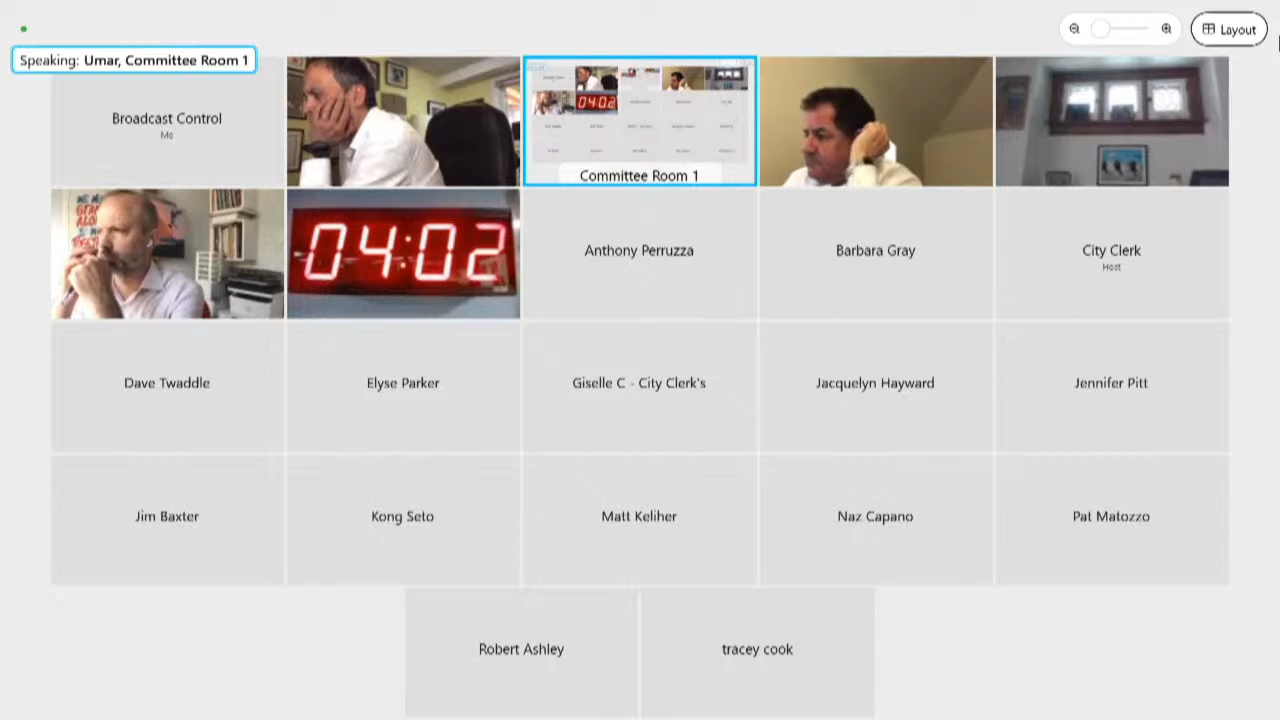 Layout
Speaking: Umar, Committee Room 1
Broadcast Control
Me
04:02
Committee Room 1
04:02
Anthony Perruzza
Barbara Gray
City Clerk
Host
Dave Twaddle
Elyse Parker
Giselle C - City Clerk's
Jacquelyn Hayward
Jennifer Pitt
Jim Baxter
Kong Seto
Matt Keliher
Naz Capano
Pat Matozzo
Robert Ashley
tracey cook